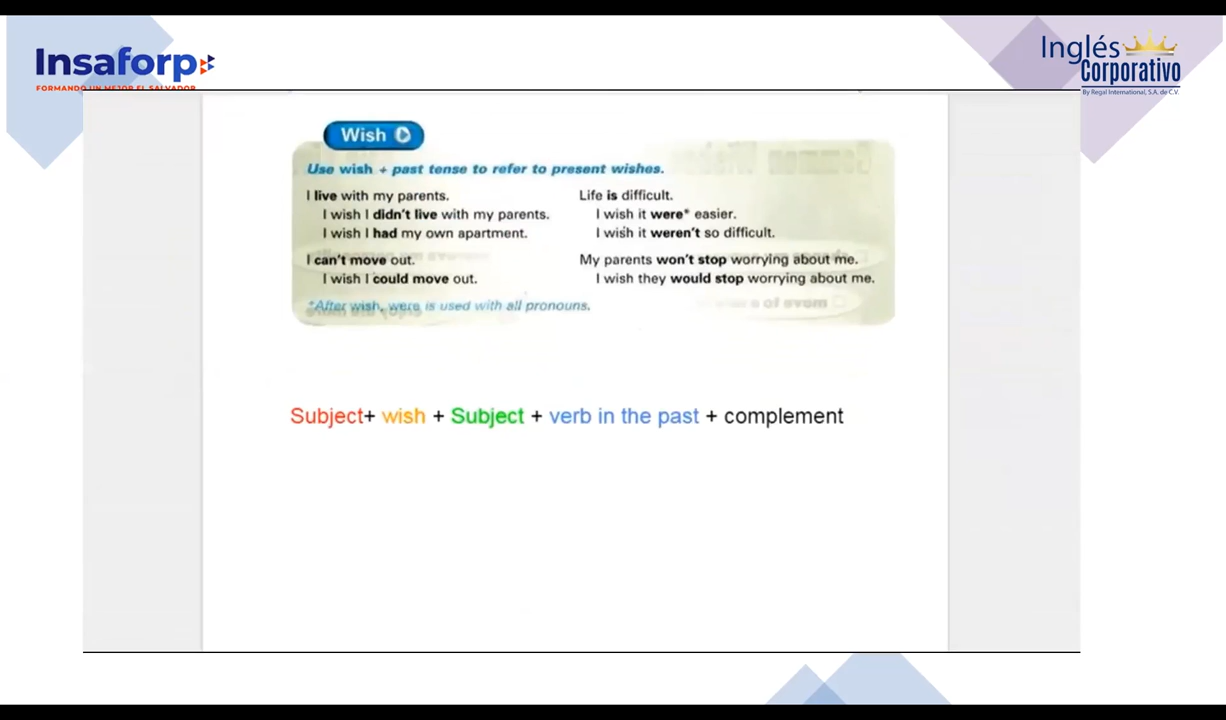 Insaforp
FORMANDO UN MEJOR EL SALVADOR
Inglés
Corporativo
By Regal International, S.A. de C.V.
Wish
Use wish + past tense to refer to present wishes.
I live with my parents.
I wish I didn't live with my parents.
I wish I had my own apartment.
I can't move out.
I wish I could move out.
Life is difficult.
I wish it were* easier.
I wish it weren't so difficult.
My parents won't stop worrying about me.
I wish they would stop worrying about me.
*After wish, were is used with all pronouns.
Subject+ wish + Subject + verb in the past + complement